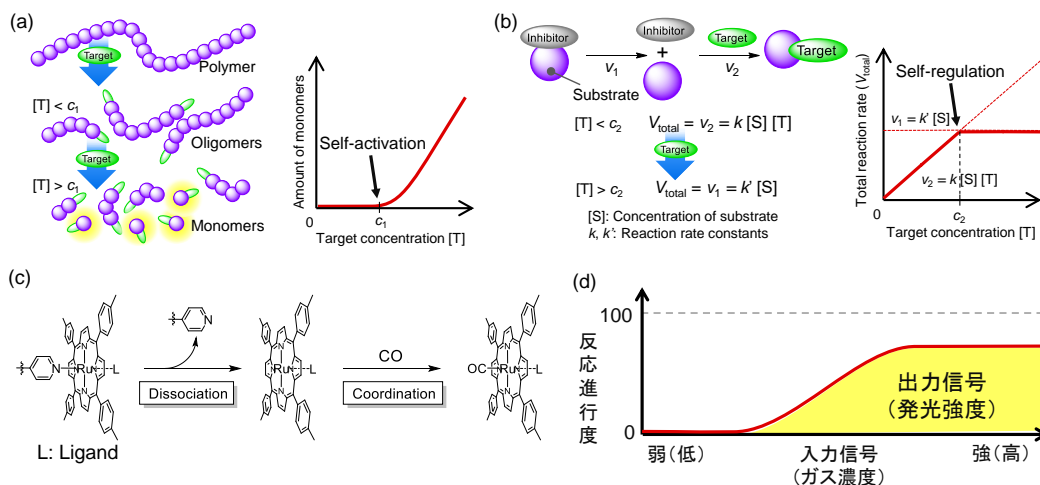 (a)
Target
Polymer
[T] < c1
Oligomers
Target
[T] > c1
Monomers
Amount of monomers
Self-activation
0
c1
Target concentration [T]
(b)
Inhibitor
Inhibitor
Target
Target
v1
+
v2
Substrate
[T] < c2
Vtotal = v2 = k [S] [T]
Target
[T] > c2
Vtotal = v1 = k' [S]
[S]: Concentration of substrate
k, k': Reaction rate constants
Total reaction rate (Vtotal)
Self-regulation
v1 = k' [S]
v2 = k [S] [T]
0
c2
Target concentration [T]
(c)
N
N
N
N
Ru
N
N
L
Dissociation
N
N
N
Ru
N
N
L
CO
Coordination
N
N
OC
Ru
N
N
L
L: Ligand
(d)
100
反応進行度
出力信号
(発光強度)
0
弱(低)
入力信号
(ガス濃度)
強(高)